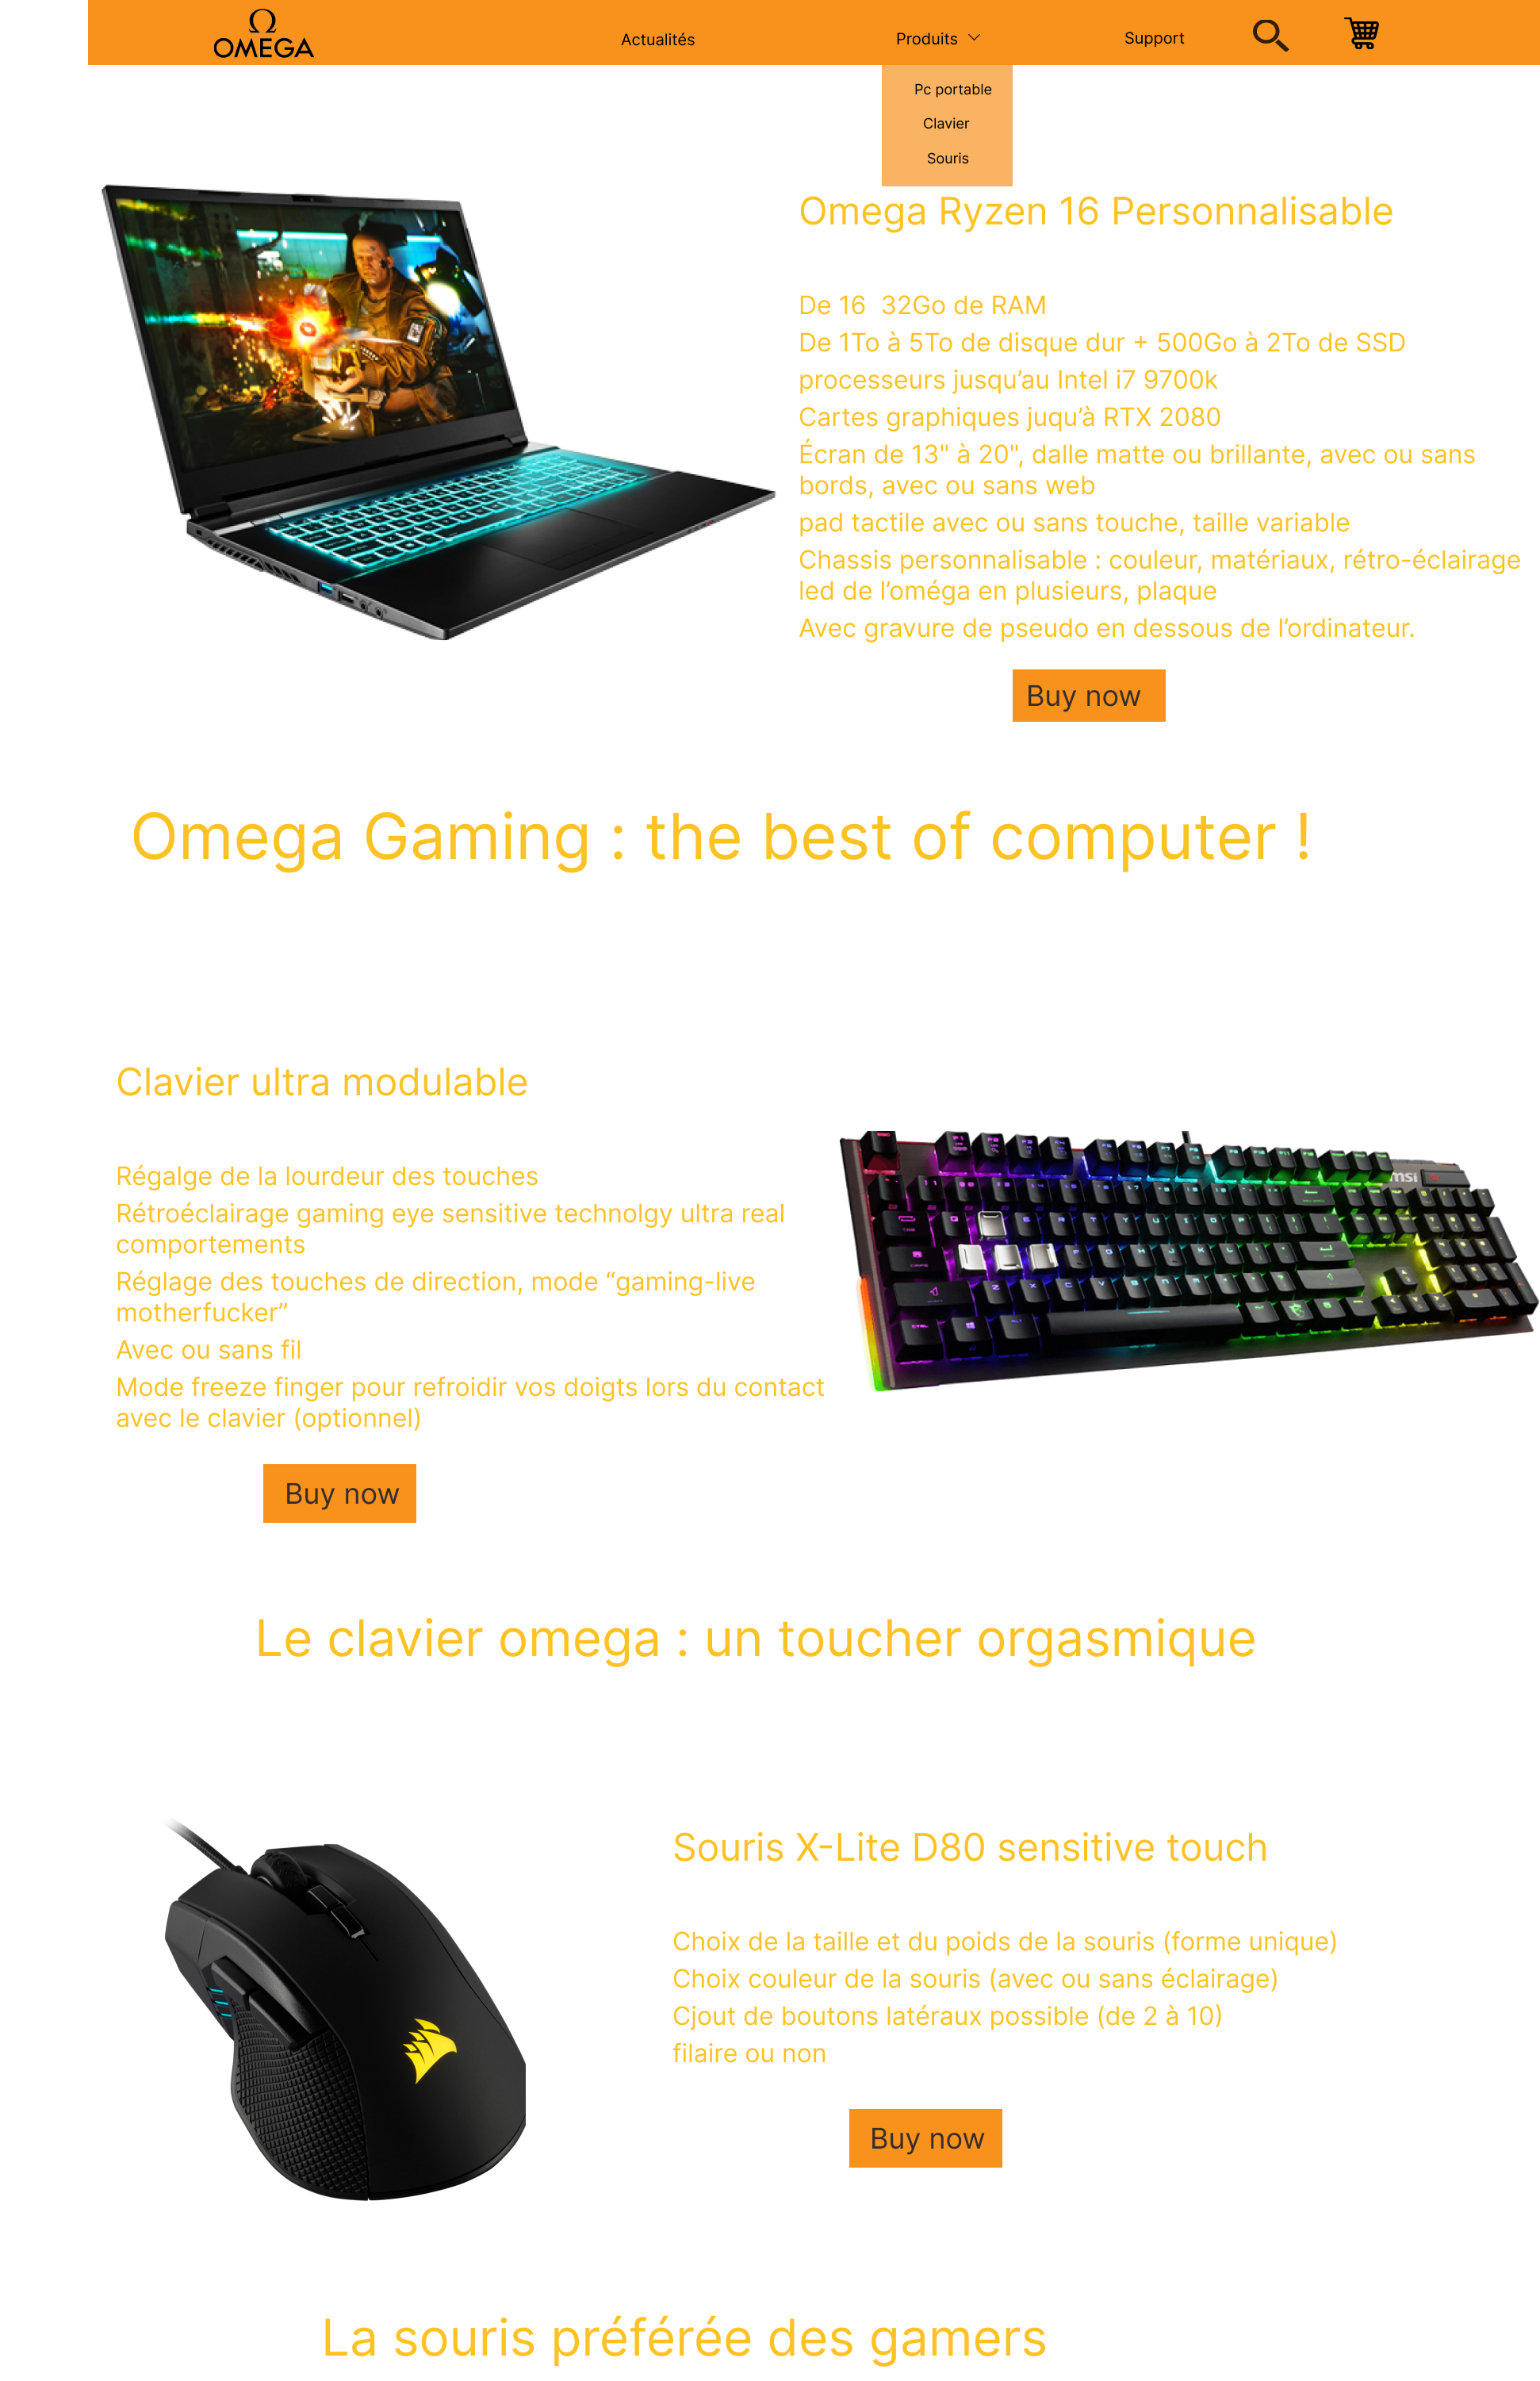 Ω
OMEGA
Actualités
Produits
Support
Pc portable
Clavier
Souris
Omega Ryzen 16 Personnalisable
De 16  32Go de RAM
De 1To à 5To de disque dur + 500Go à 2To de SSD
processeurs jusqu’au Intel i7 9700k
Cartes graphiques juqu’à RTX 2080
Écran de 13" à 20", dalle matte ou brillante, avec ou sans
bords, avec ou sans web
pad tactile avec ou sans touche, taille variable
Chassis personnalisable : couleur, matériaux, rétro-éclairage
led de l’oméga en plusieurs, plaque
Avec gravure de pseudo en dessous de l’ordinateur.
Buy now
Omega Gaming : the best of computer !
Clavier ultra modulable
Régalge de la lourdeur des touches
Rétroéclairage gaming eye sensitive technolgy ultra real
comportements
Réglage des touches de direction, mode “gaming-live
motherfucker”
Avec ou sans fil
Mode freeze finger pour refroidir vos doigts lors du contact
avec le clavier (optionnel)
msi
Buy now
Le clavier omega : un toucher orgasmique
Souris X-Lite D80 sensitive touch
Choix de la taille et du poids de la souris (forme unique)
Choix couleur de la souris (avec ou sans éclairage)
Cjout de boutons latéraux possible (de 2 à 10)
filaire ou non
Buy now
La souris préférée des gamers